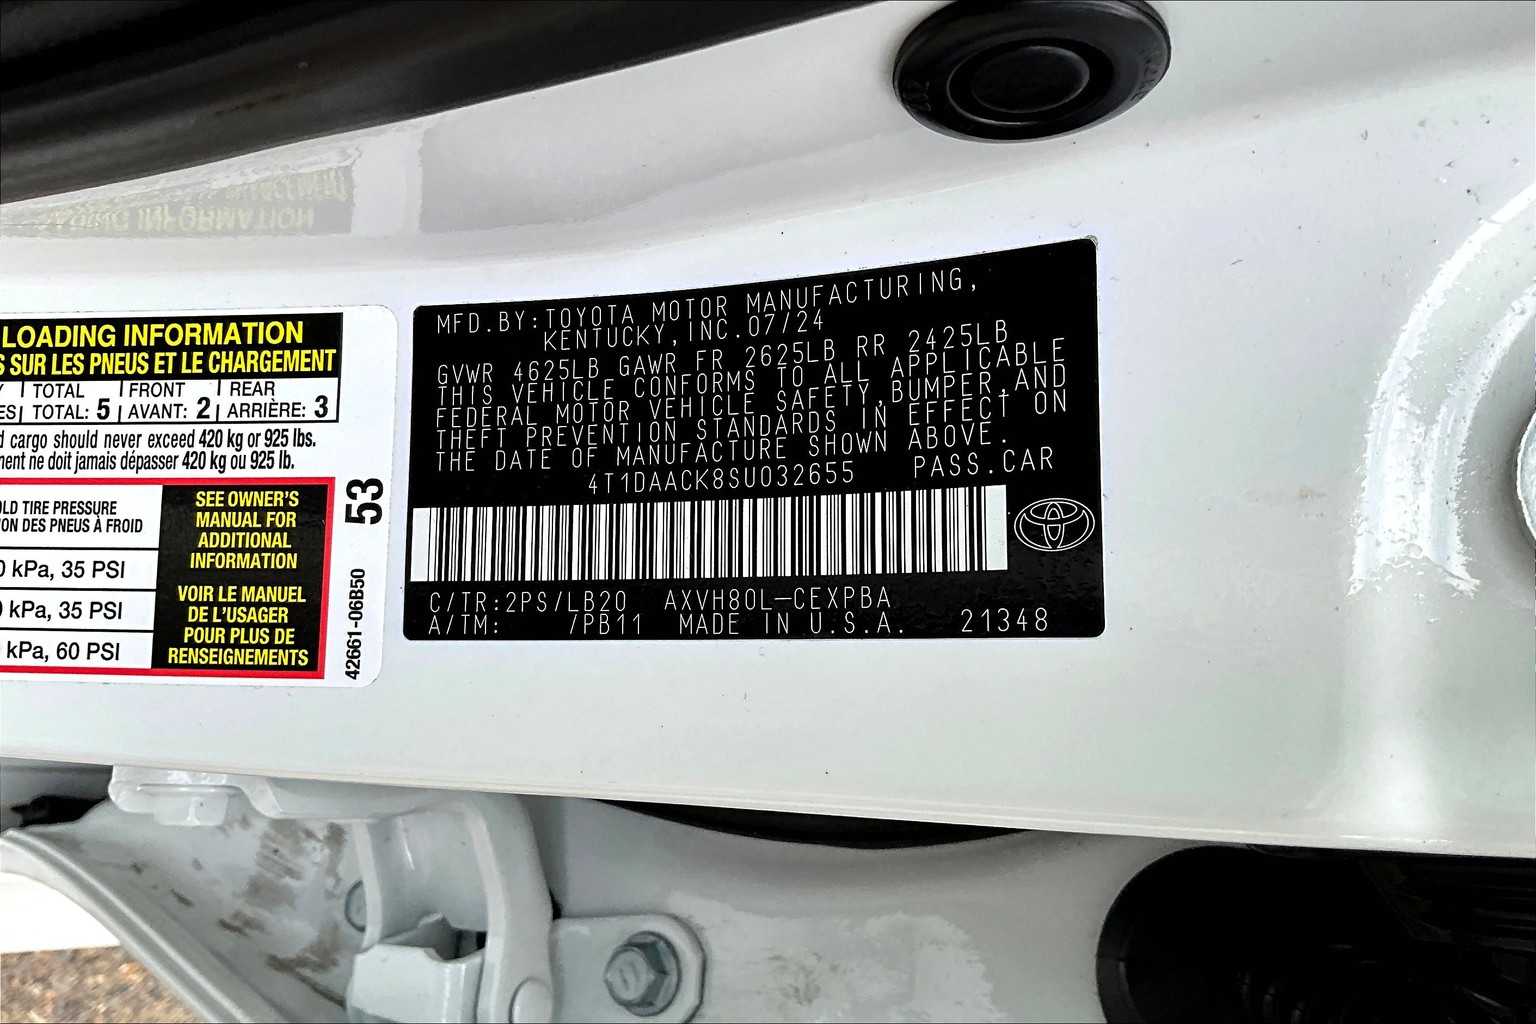 LOADING INFORMATION
SUR LES PNEUS ET LE CHARGEMENT
TOTAL FRONT REAR
TOTAL: 5 AVANT: 2 ARRIÈRE: 3
cargo should never exceed 420 kg or 925 lbs.
ne doit jamais dépasser 420 kg ou 925 lb.
TIRE PRESSURE
DES PNEUS À FROID
kPa, 35 PSI
kPa, 35 PSI
kPa, 60 PSI
SEE OWNER'S
MANUAL FOR
ADDITIONAL
INFORMATION
VOIR LE MANUEL
DE L'USAGER
POUR PLUS DE
RENSEIGNEMENTS
53
42661-06B50
MFD.BY:TOYOTA MOTOR MANUFACTURING,
KENTUCKY,INC.07/24
GVWR 4625LB GAWR FR 2625LB RR 2425LB
THIS VEHICLE CONFORMS TO ALL APPLICABLE
FEDERAL MOTOR VEHICLE SAFETY,BUMPER,AND
THEFT PREVENTION STANDARDS IN EFFECT ON
THE DATE OF MANUFACTURE SHOWN ABOVE.
4T1DAACK8SU032655 PASS.CAR
C/TR:2PS/LB20 AXVH80L-CEXPBA
A/TM: /PB11 MADE IN U.S.A. 21348